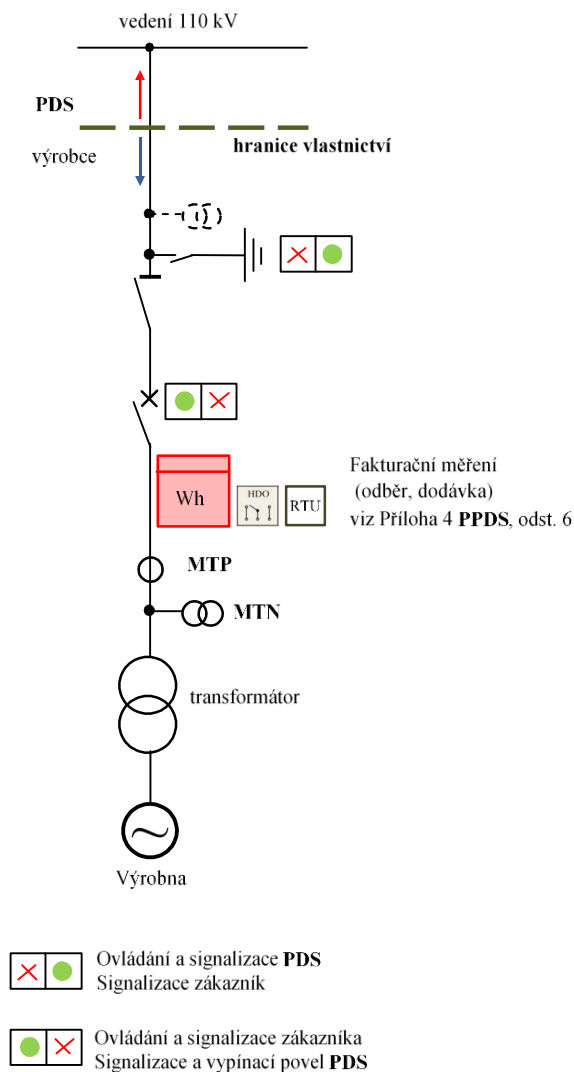 vedení 110 kV
PDS
výrobce
hranice vlastnictví
Wh
HDO
RTU
Fakturační měření
(odběr, dodávka)
viz Příloha 4 PPDS, odst. 6
MTP
MTN
transformátor
Výrobna
Ovládání a signalizace PDS
Signalizace zákazník
Ovládání a signalizace zákazníka
Signalizace a vypínací povel PDS